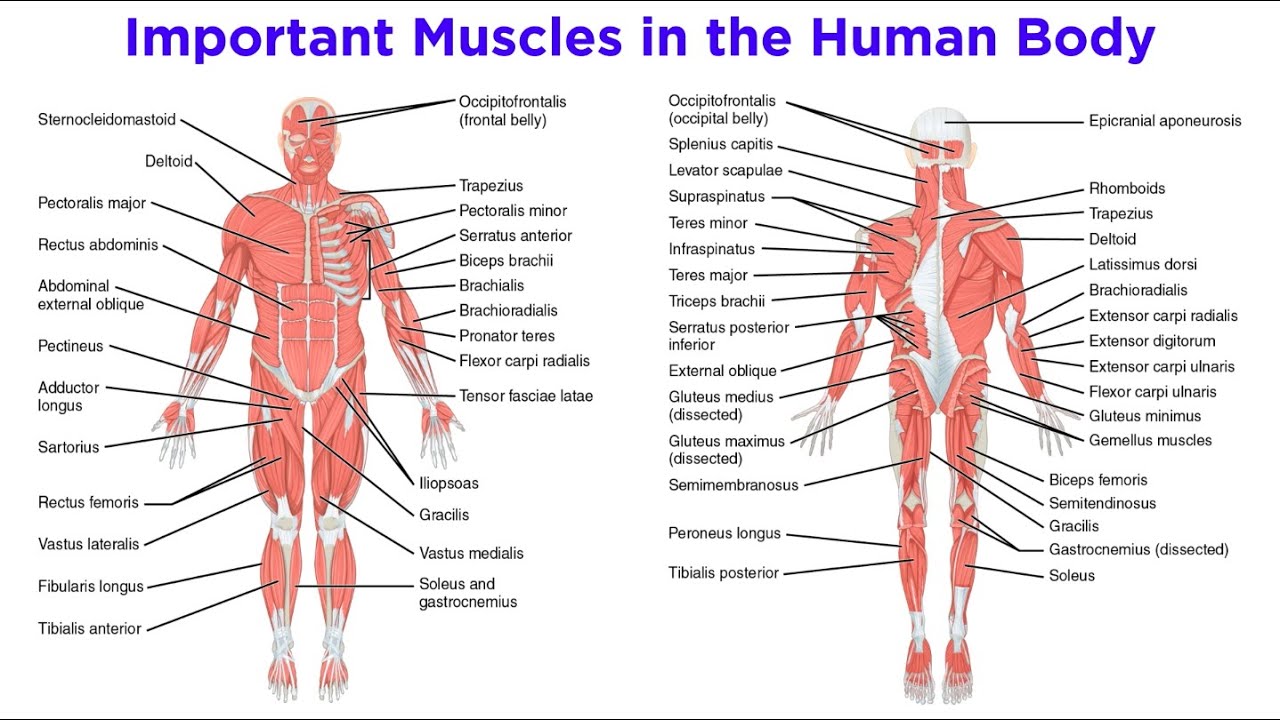 Important Muscles in the Human Body
Sternocleidomastoid
Deltoid
Pectoralis major
Rectus abdominis
Abdominal
external oblique
Pectineus
Adductor
longus
Sartorius
Rectus femoris
Vastus lateralis
Fibularis longus
Tibialis anterior
Occipitofrontalis
(frontal belly)
Trapezius
Pectoralis minor
Serratus anterior
Biceps brachii
Brachialis
Brachioradialis
Pronator teres
Flexor carpi radialis
Tensor fasciae latae
Iliopsoas
Gracilis
Vastus medialis
Soleus and
gastrocnemius
Occipitofrontalis
(occipital belly)
Splenius capitis
Levator scapulae
Supraspinatus
Teres minor
Infraspinatus
Teres major
Triceps brachii
Serratus posterior
inferior
External oblique
Gluteus medius
(dissected)
Gluteus maximus
(dissected)
Semimembranosus
Peroneus longus
Tibialis posterior
Epicranial aponeurosis
Rhomboids
Trapezius
Deltoid
Latissimus dorsi
Brachioradialis
Extensor carpi radialis
Extensor digitorum
Extensor carpi ulnaris
Flexor carpi ulnaris
Gluteus minimus
Gemellus muscles
Biceps femoris
Semitendinosus
Gracilis
Gastrocnemius (dissected)
Soleus